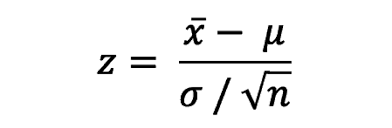 z = (x̄ − μ) / (σ / √n)